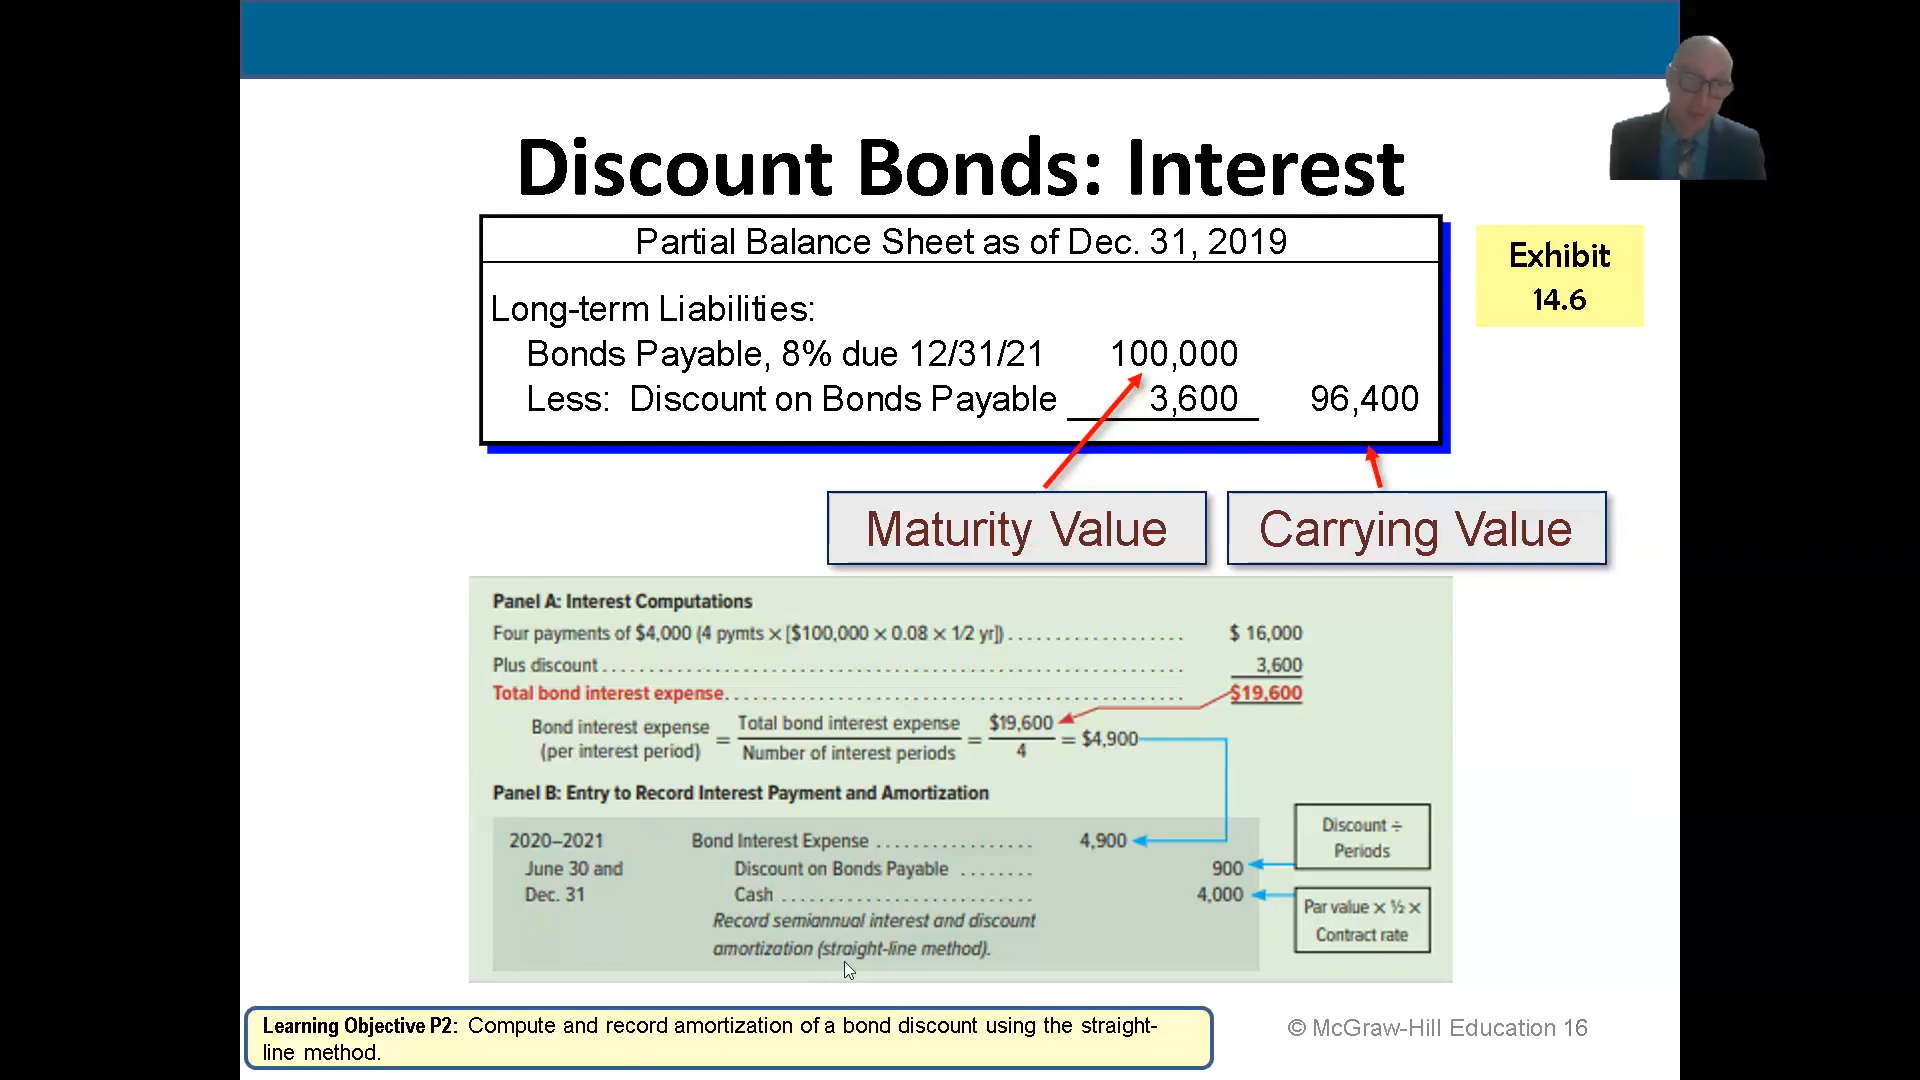 Discount Bonds: Interest
Partial Balance Sheet as of Dec. 31, 2019
Exhibit
14.6
Long-term Liabilities:
Bonds Payable, 8% due 12/31/21 100,000
Less: Discount on Bonds Payable 3,600 96,400
Maturity Value
Carrying Value
Panel A: Interest Computations
Four payments of $4,000 (4 pymts × [$100,000 × 0.08 × 1/2 yr]) . . . . . . . . . . . . . . . . . . . $ 16,000
Plus discount . . . . . . . . . . . . . . . . . . . . . . . . . . . . . . . . . . . . . . . . . . . . . . . . . . 3,600
Total bond interest expense. . . . . . . . . . . . . . . . . . . . . . . . . . . . . . . . . . . . . . . $19,600
Bond interest expense
(per interest period)
=
Total bond interest expense
Number of interest periods
=
$19,600
4
= $4,900
Panel B: Entry to Record Interest Payment and Amortization
2020–2021 Bond Interest Expense . . . . . . . . . . . . . . . . . 4,900
June 30 and Discount on Bonds Payable . . . . . . . . 900
Dec. 31 Cash . . . . . . . . . . . . . . . . . . . . . . . . . . . 4,000
Record semiannual interest and discount
amortization (straight-line method).
Discount ÷
Periods
Par value × ½ ×
Contract rate
Learning Objective P2: Compute and record amortization of a bond discount using the straight-
line method.
© McGraw-Hill Education 16